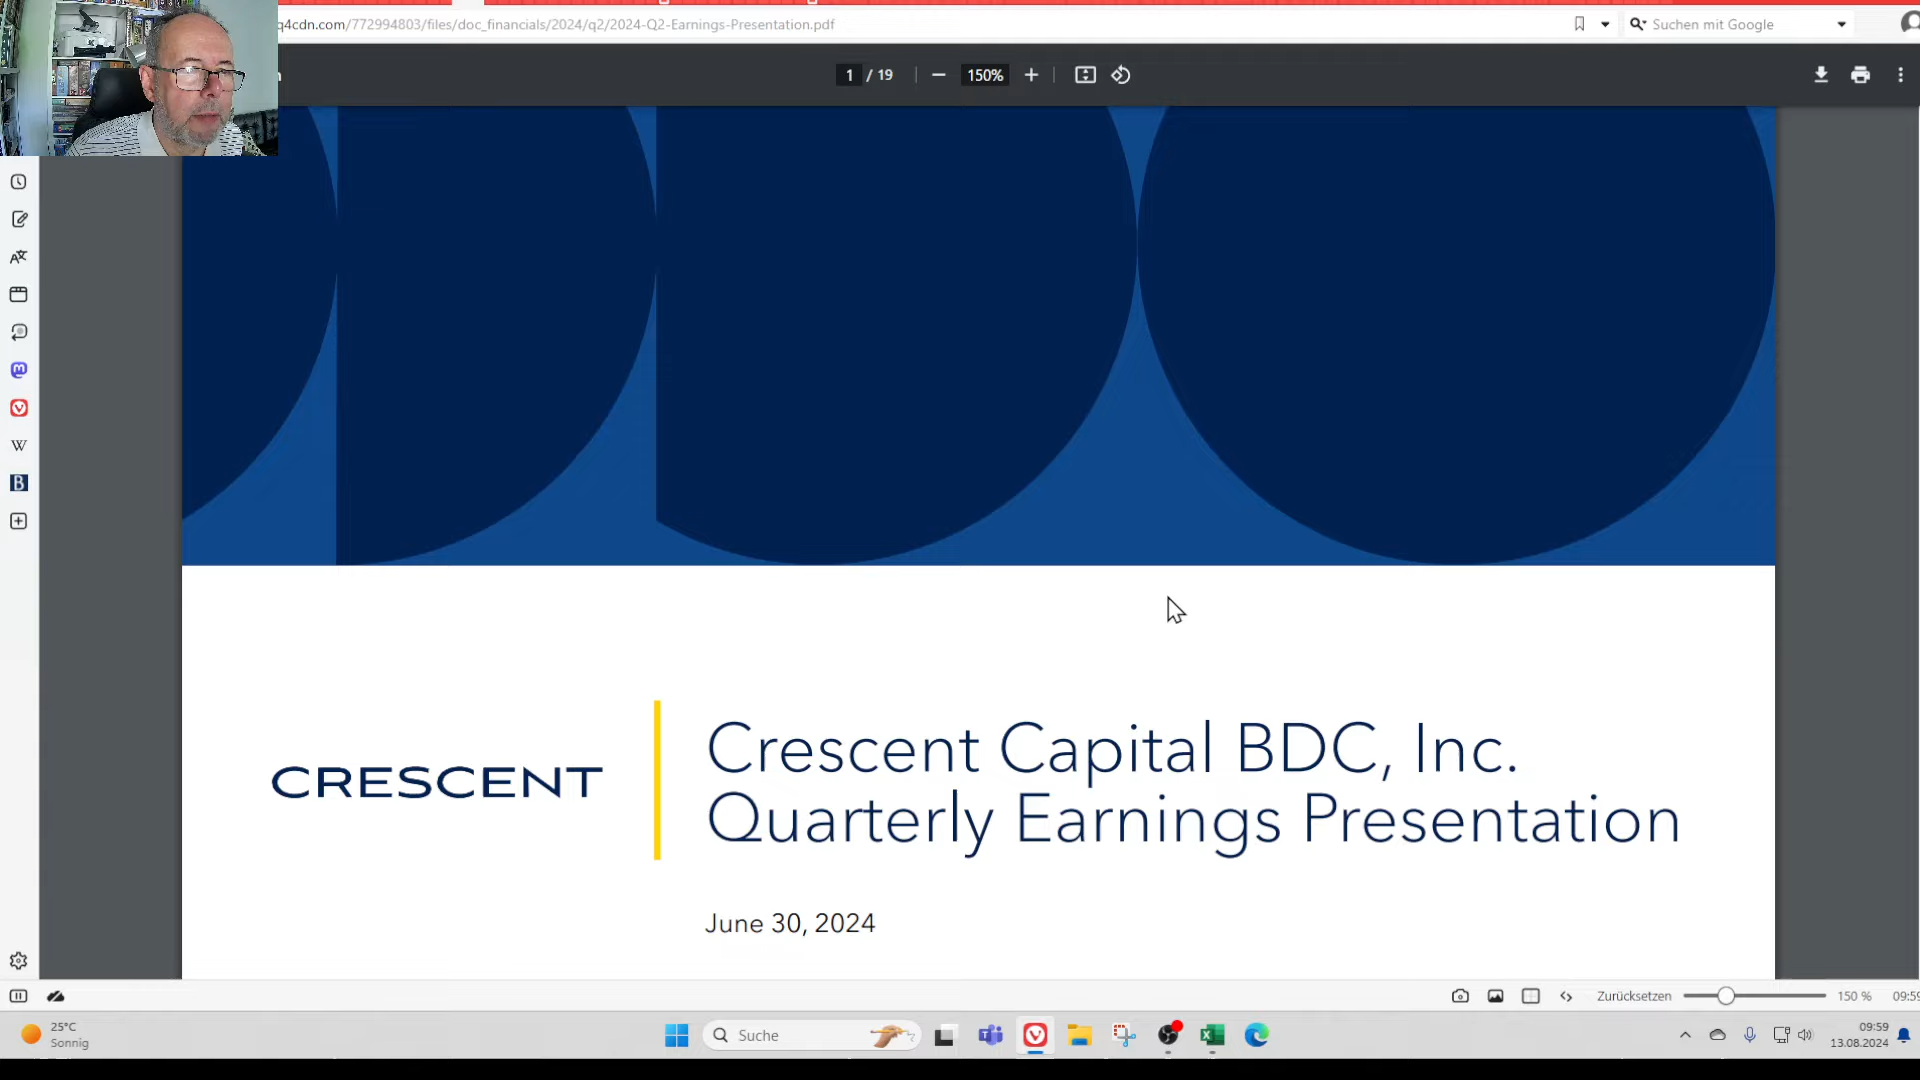 q4cdn.com/772994803/files/doc_financials/2024/q2/2024-Q2-Earnings-Presentation.pdf
Suchen mit Google
1 / 19
150%
CRESCENT
Crescent Capital BDC, Inc.
Quarterly Earnings Presentation
June 30, 2024
Zurücksetzen
150 %
09:59
25°C
Sonnig
Suche
09:59
13.08.2024